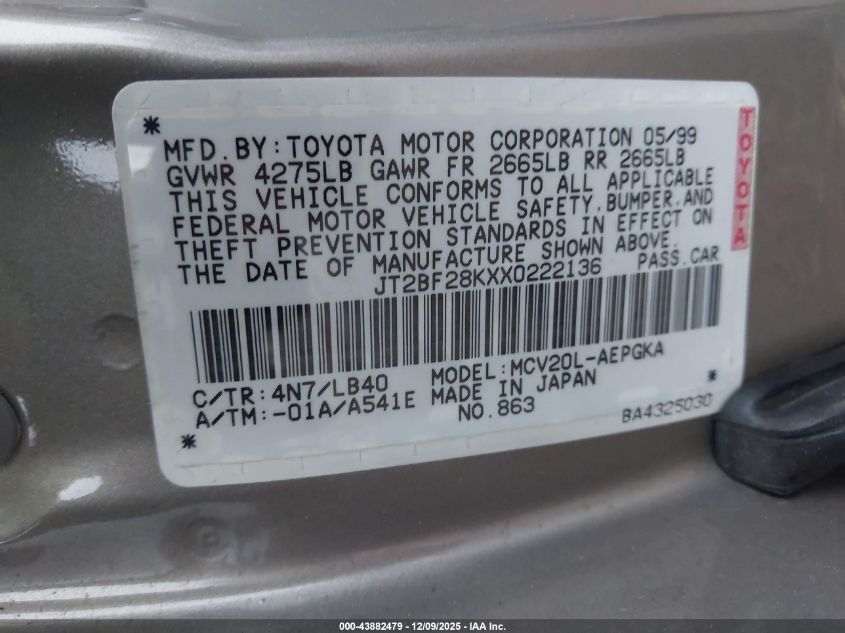 MFD.BY:TOYOTA MOTOR CORPORATION 05/99
GVWR 4275LB GAWR FR 2665LB RR 2665LB
THIS VEHICLE CONFORMS TO ALL APPLICABLE
FEDERAL MOTOR VEHICLE SAFETY,BUMPER,AND
THEFT PREVENTION STANDARDS IN EFFECT ON
THE DATE OF MANUFACTURE SHOWN ABOVE.
JT2BF28KXX0222136 PASS.CAR
C/TR:4N7/LB40 MODEL:MCV20L-AEPGKA
A/TM:-01A/A541E MADE IN JAPAN
NO.863 BA4325030
TOYOTA
000-43882479 | 12/09/2025 - IAA Inc.